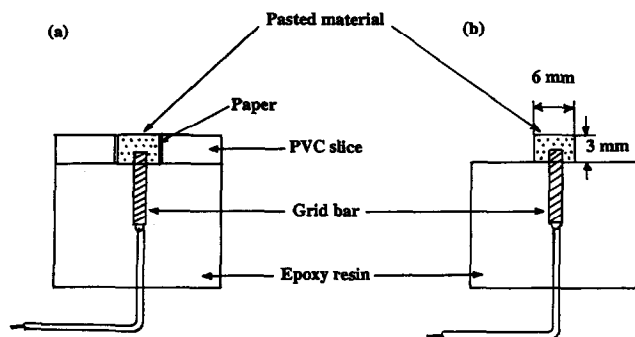 (a)
Pasted material
(b)
6 mm
Paper
PVC slice
3 mm
Grid bar
Epoxy resin